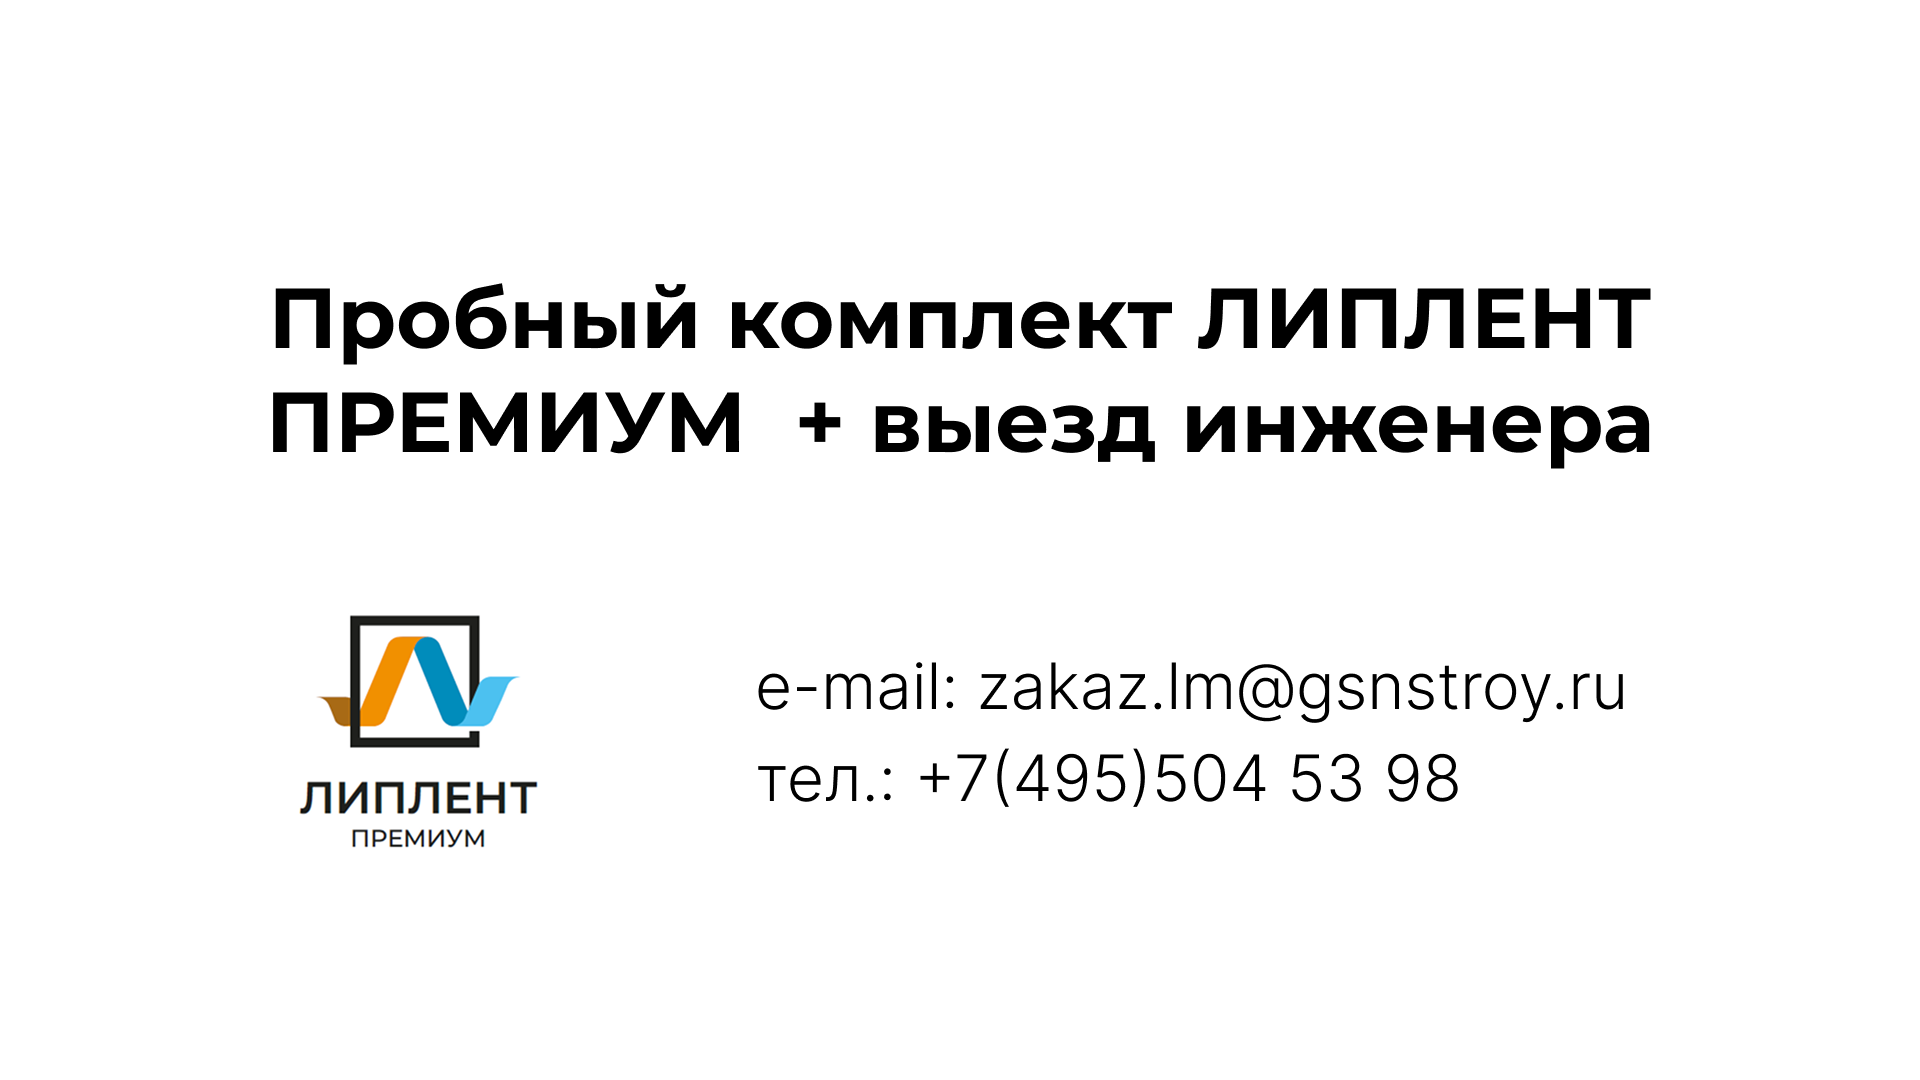 Пробный комплект ЛИПЛЕНТ
ПРЕМИУМ + выезд инженера
ЛИПЛЕНТ
ПРЕМИУМ
e-mail: zakaz.lm@gsnstroy.ru
тел.: +7(495)504 53 98